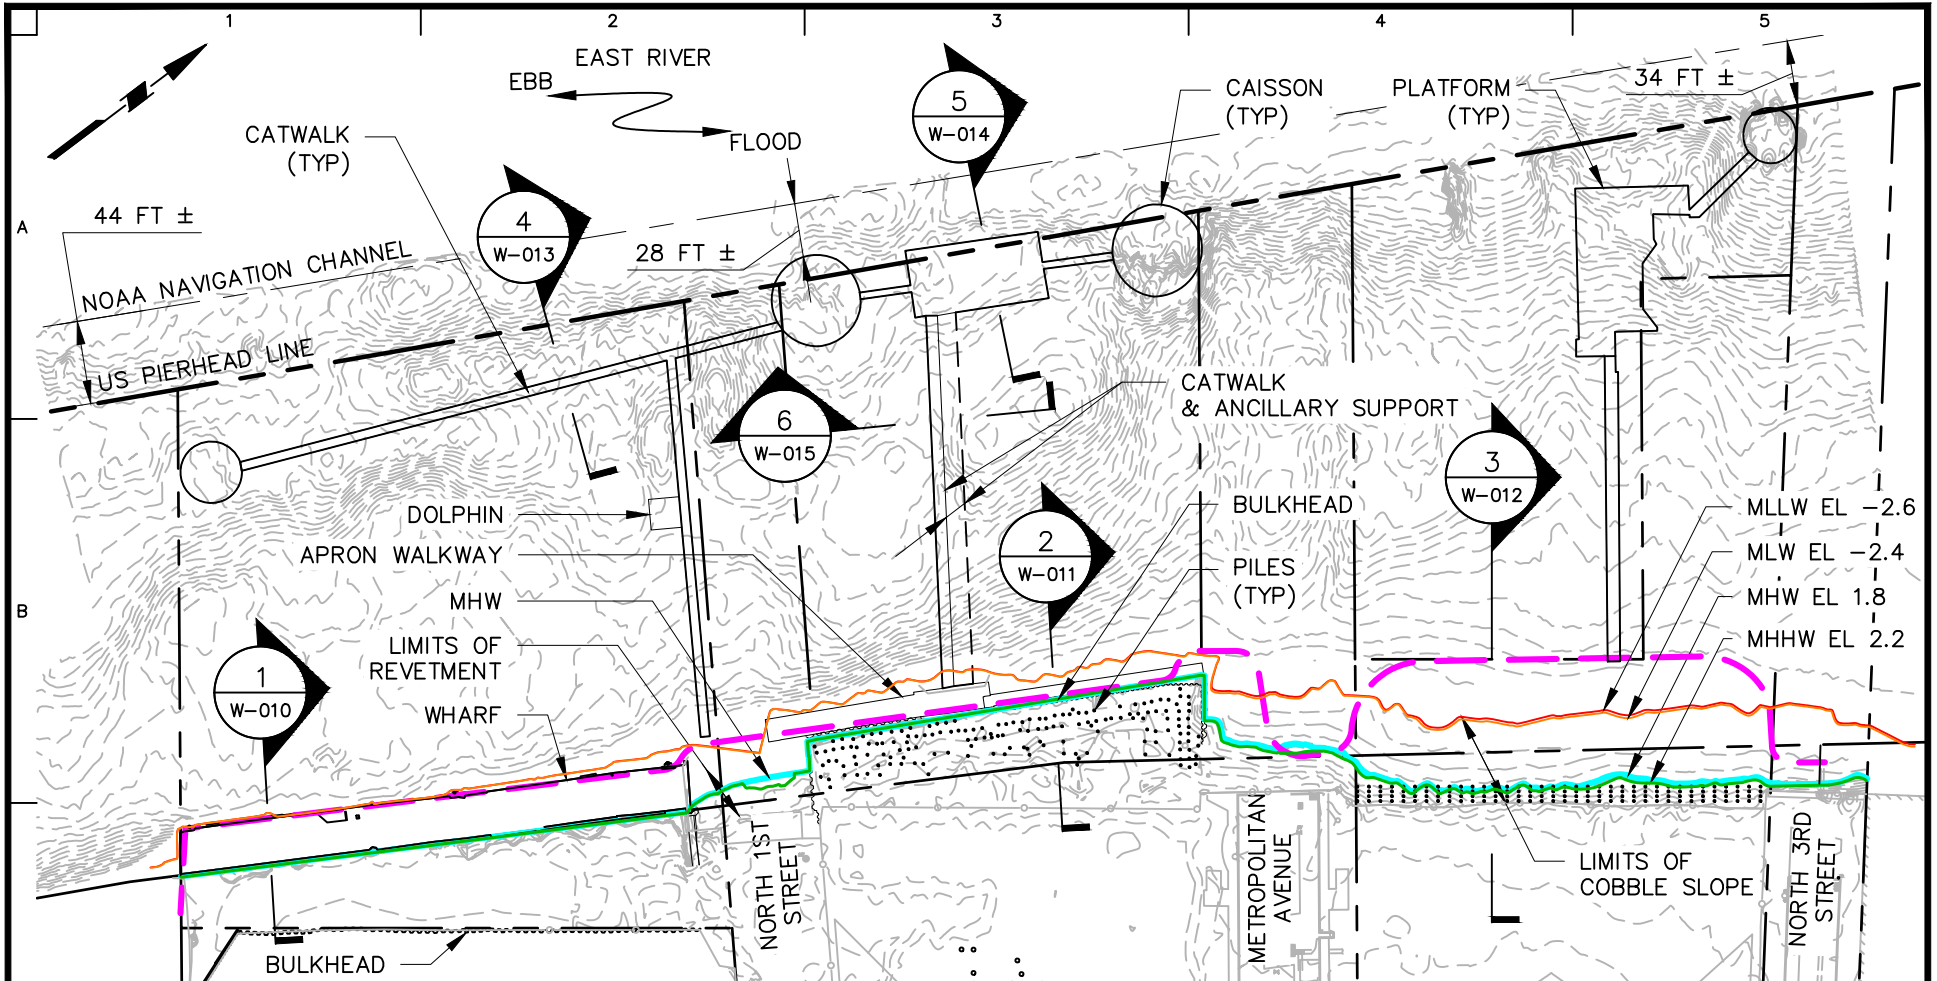 1
2
3
4
5
EAST RIVER
EBB
FLOOD
CATWALK
(TYP)
5
W-014
CAISSON
(TYP)
PLATFORM
(TYP)
34 FT ±
A
44 FT ±
4
W-013
28 FT ±
NOAA NAVIGATION CHANNEL
US PIERHEAD LINE
CATWALK
& ANCILLARY SUPPORT
6
W-015
3
W-012
DOLPHIN
BULKHEAD
MLLW EL -2.6
APRON WALKWAY
2
W-011
PILES
(TYP)
MLW EL -2.4
B
MHW
MHW EL 1.8
LIMITS OF
REVETMENT
MHHW EL 2.2
1
W-010
WHARF
NORTH 1ST
STREET
METROPOLITAN
AVENUE
LIMITS OF
COBBLE SLOPE
NORTH 3RD
STREET
BULKHEAD